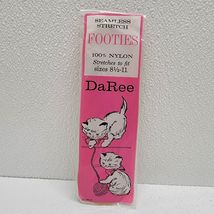 SEAMLESS
STRETCH
FOOTIES
100% NYLON
Stretches to fit
sizes 8½-11
DaRee